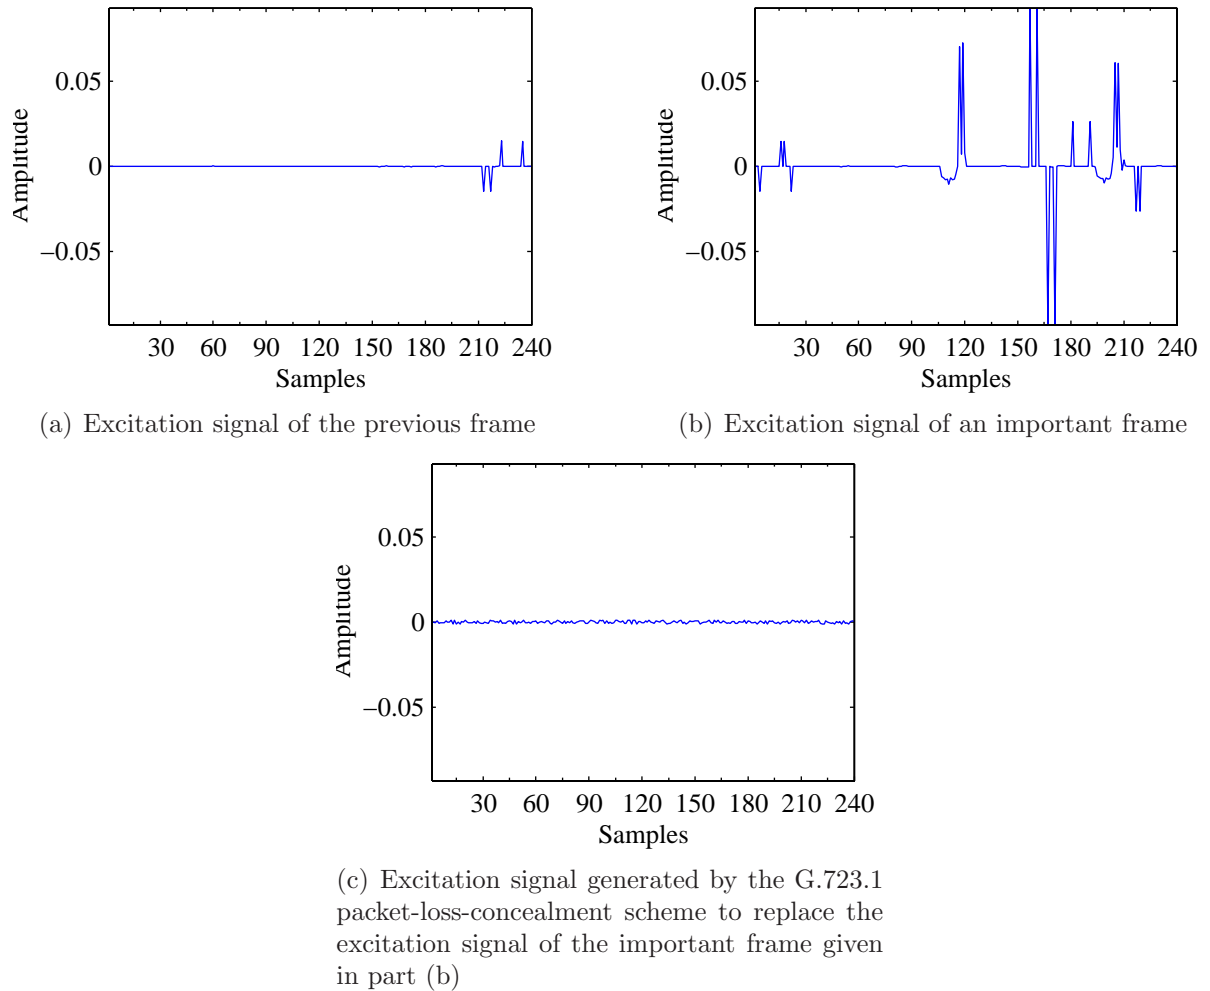 Amplitude
0.05
0
−0.05
30 60 90 120 150 180 210 240
Samples
(a) Excitation signal of the previous frame
Amplitude
0.05
0
−0.05
30 60 90 120 150 180 210 240
Samples
(b) Excitation signal of an important frame
Amplitude
0.05
0
−0.05
30 60 90 120 150 180 210 240
Samples
(c) Excitation signal generated by the G.723.1
packet-loss-concealment scheme to replace the
excitation signal of the important frame given
in part (b)